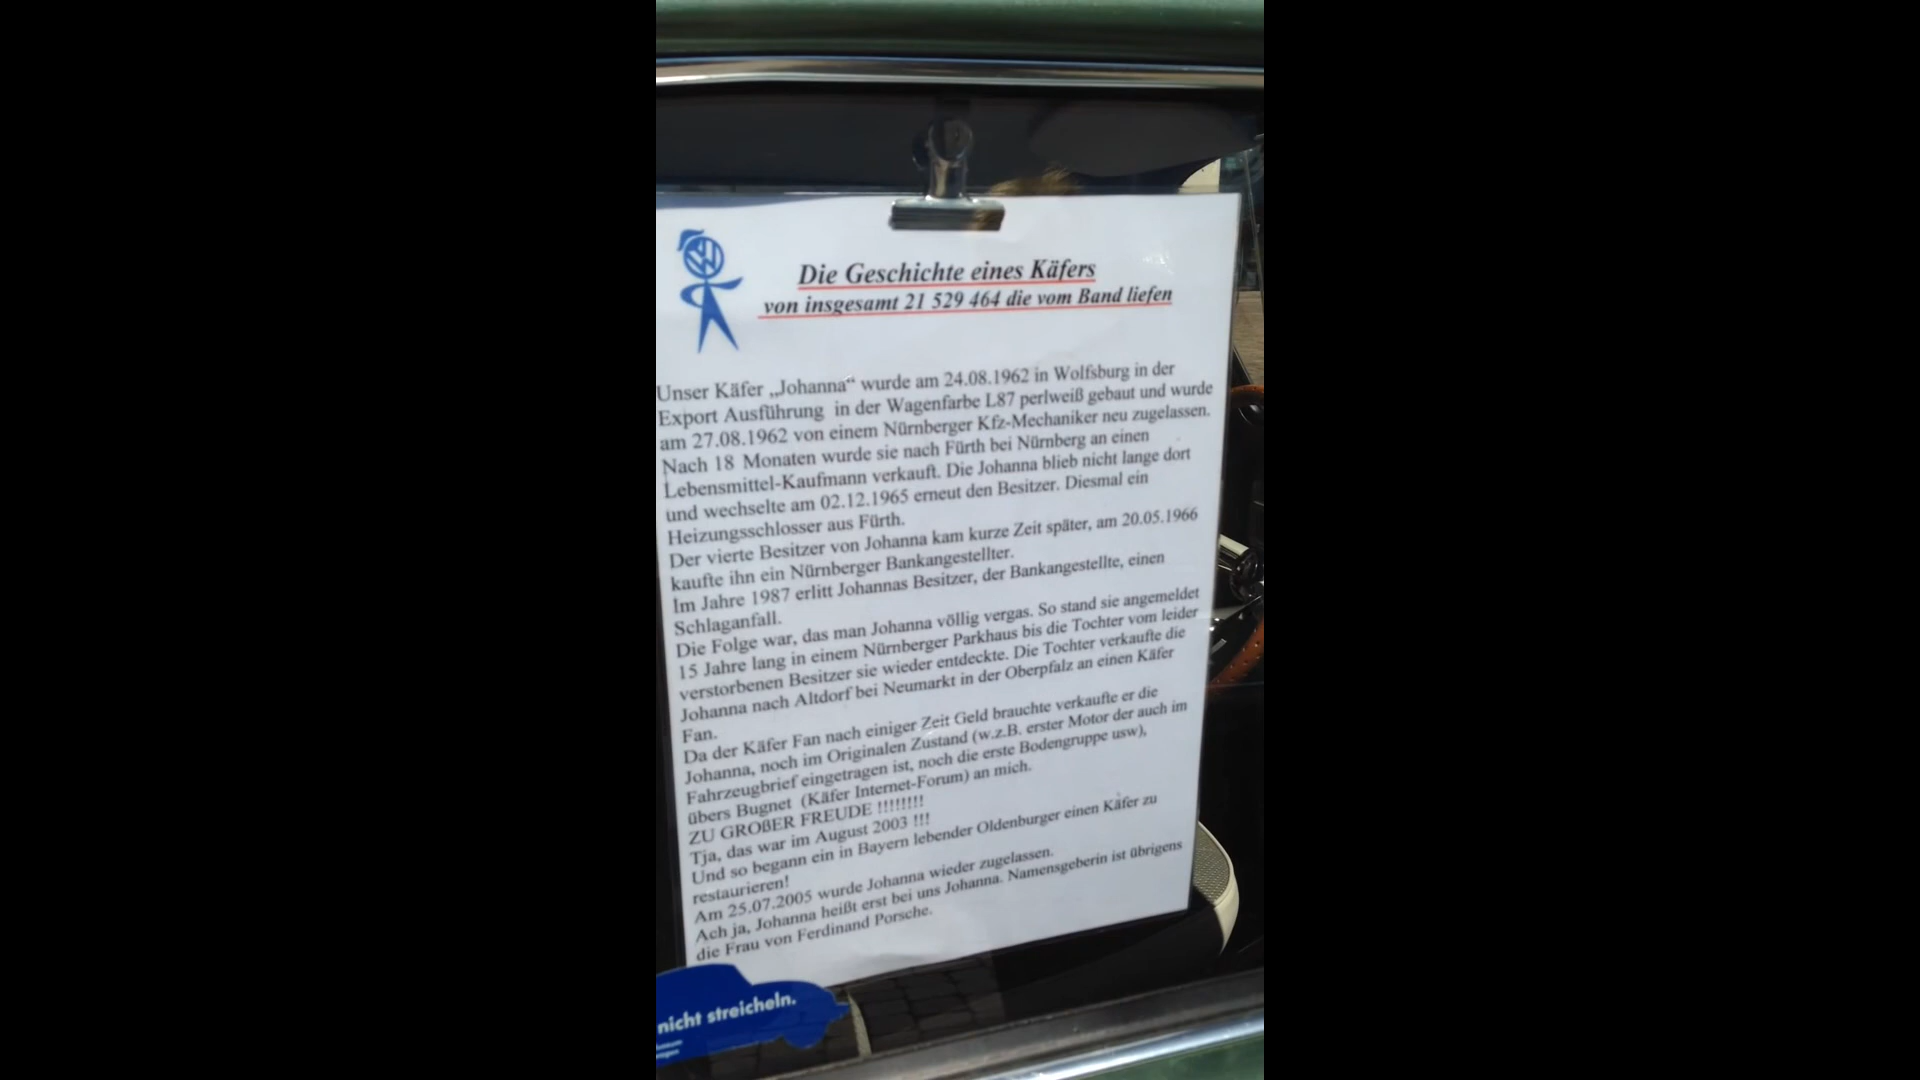 Die Geschichte eines Käfers
von insgesamt 21 529 464 die vom Band liefen
Unser Käfer „Johanna“ wurde am 24.08.1962 in Wolfsburg in der
Export Ausführung in der Wagenfarbe L87 perlweiß gebaut und wurde
am 27.08.1962 von einem Nürnberger Kfz-Mechaniker neu zugelassen.
Nach 18 Monaten wurde sie nach Fürth bei Nürnberg an einen
Lebensmittel-Kaufmann verkauft. Die Johanna blieb nicht lange dort
und wechselte am 02.12.1965 erneut den Besitzer. Diesmal ein
Heizungsschlosser aus Fürth.
Der vierte Besitzer von Johanna kam kurze Zeit später, am 20.05.1966
kaufte ihn ein Nürnberger Bankangestellter.
Im Jahre 1987 erlitt Johannas Besitzer, der Bankangestellte, einen
Schlaganfall.
Die Folge war, das man Johanna völlig vergas. So stand sie angemeldet
15 Jahre lang in einem Nürnberger Parkhaus bis die Tochter vom leider
verstorbenen Besitzer sie wieder entdeckte. Die Tochter verkaufte die
Johanna nach Altdorf bei Neumarkt in der Oberpfalz an einen Käfer
Fan.
Da der Käfer Fan nach einiger Zeit Geld brauchte verkaufte er die
Johanna, noch im Originalen Zustand (w.z.B. erster Motor der auch im
Fahrzeugbrief eingetragen ist, noch die erste Bodengruppe usw),
übers Bugnet (Käfer Internet-Forum) an mich.
ZU GROßER FREUDE !!!!!!!!
Tja, das war im August 2003 !!!
Und so begann ein in Bayern lebender Oldenburger einen Käfer zu
restaurieren!
Am 25.07.2005 wurde Johanna wieder zugelassen.
Ach ja, Johanna heißt erst bei uns Johanna. Namensgeberin ist übrigens
die Frau von Ferdinand Porsche.
nicht streicheln.